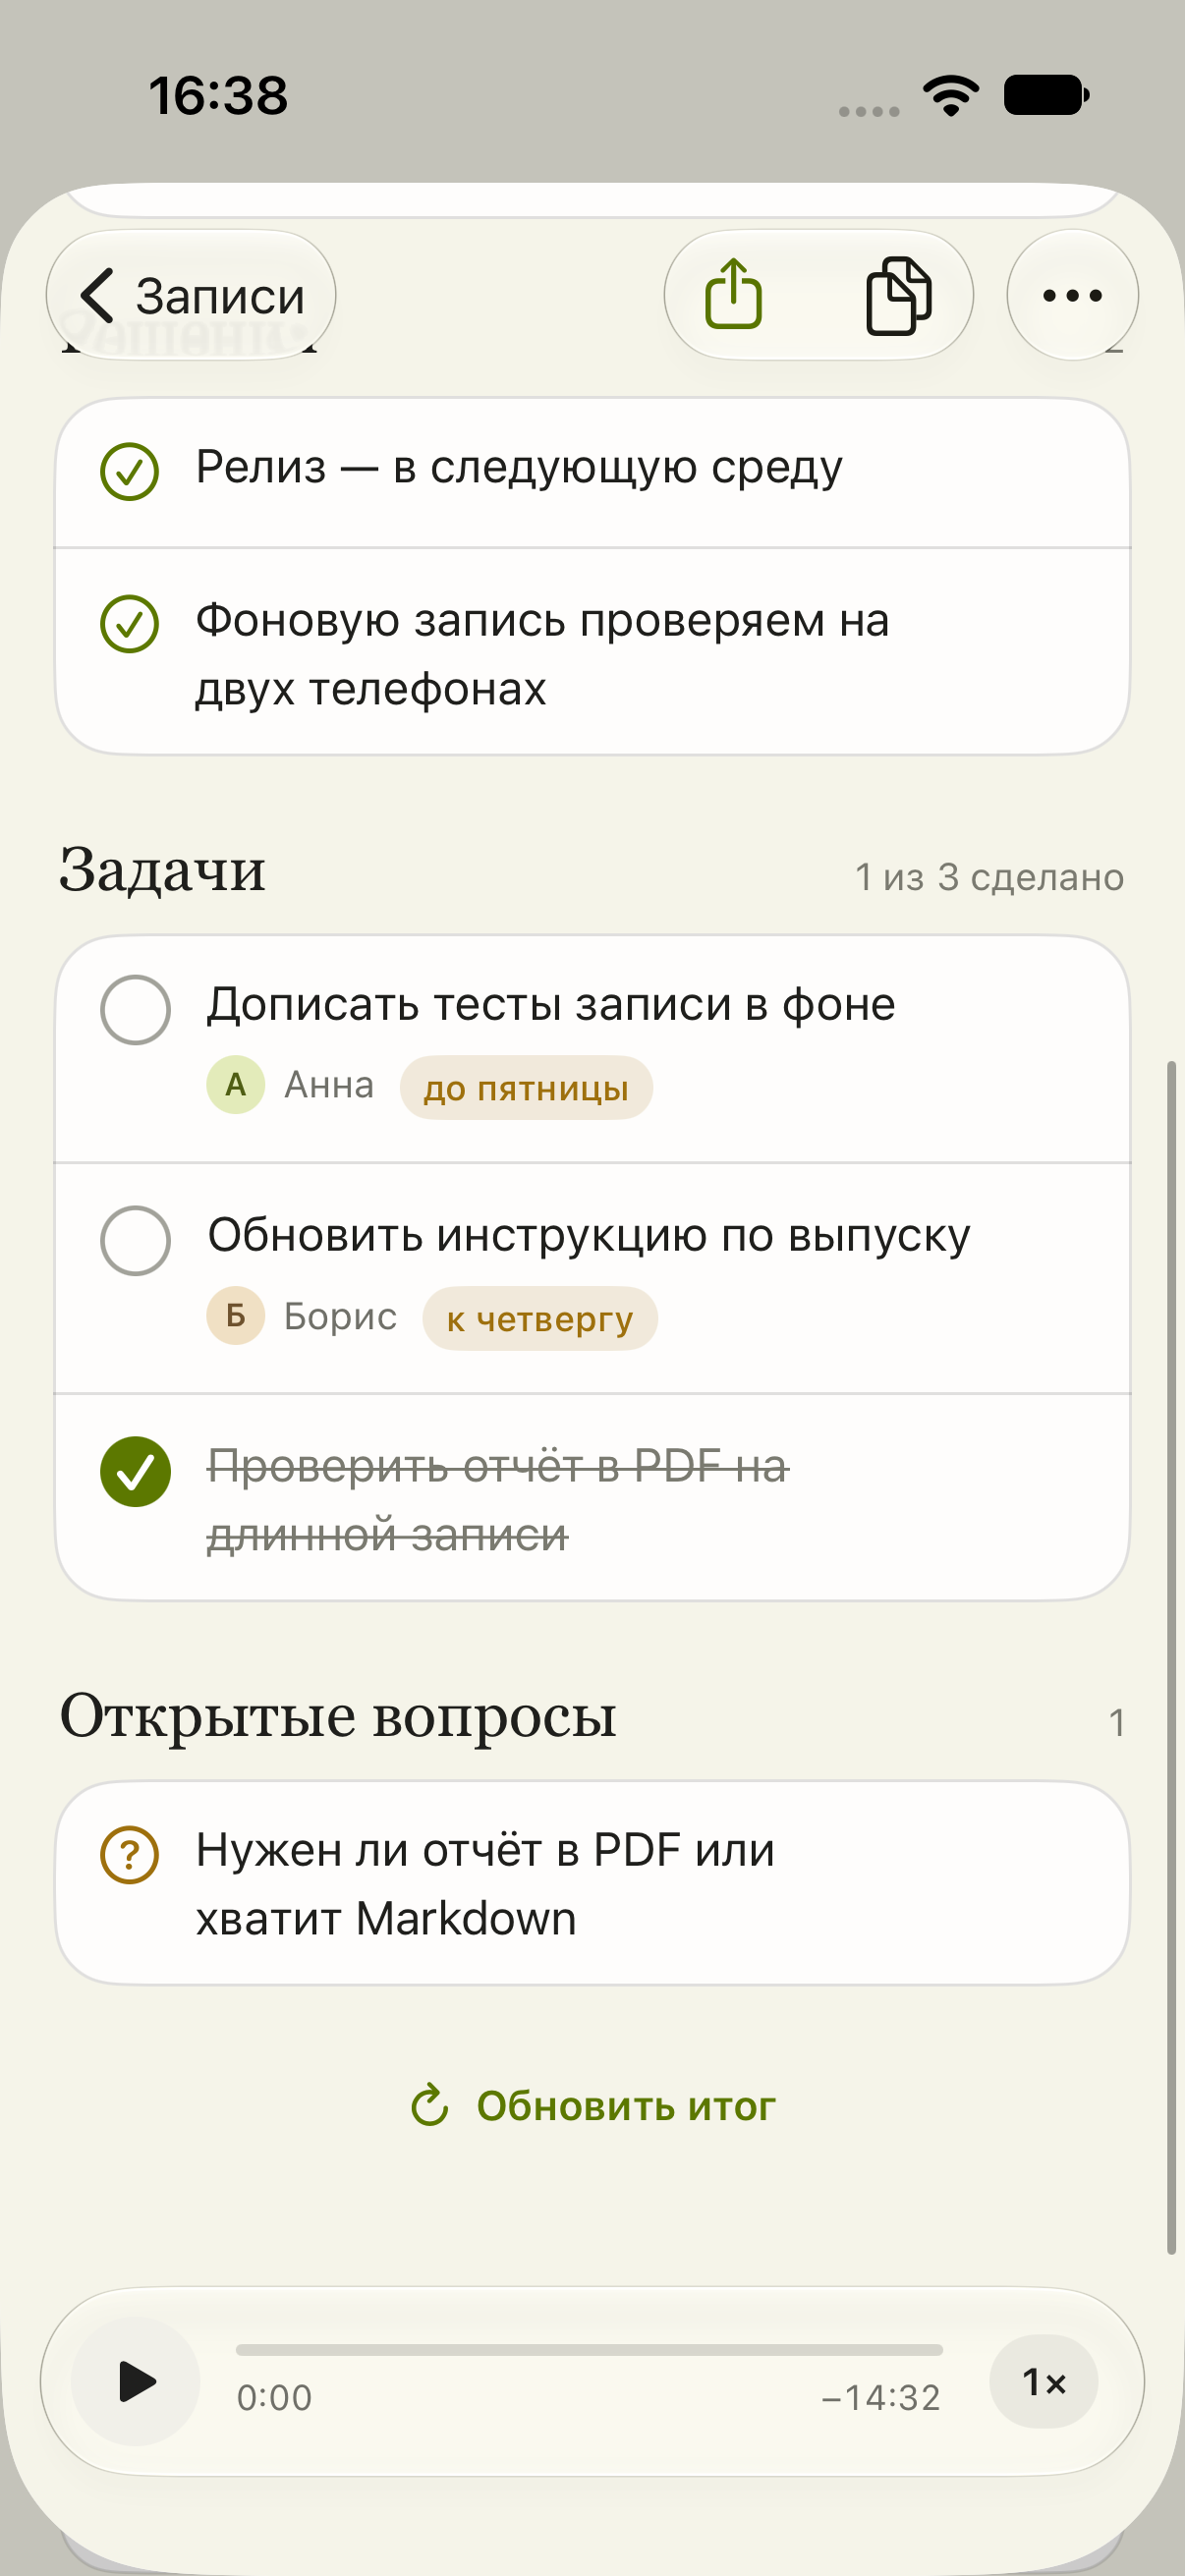 16:38
Записи
Релиз — в следующую среду
Фоновую запись проверяем на
двух телефонах
Задачи
1 из 3 сделано
Дописать тесты записи в фоне
А Анна до пятницы
Обновить инструкцию по выпуску
Б Борис к четвергу
Проверить отчёт в PDF на
длинной записи
Открытые вопросы
1
? Нужен ли отчёт в PDF или
хватит Markdown
Обновить итог
0:00
−14:32
1×